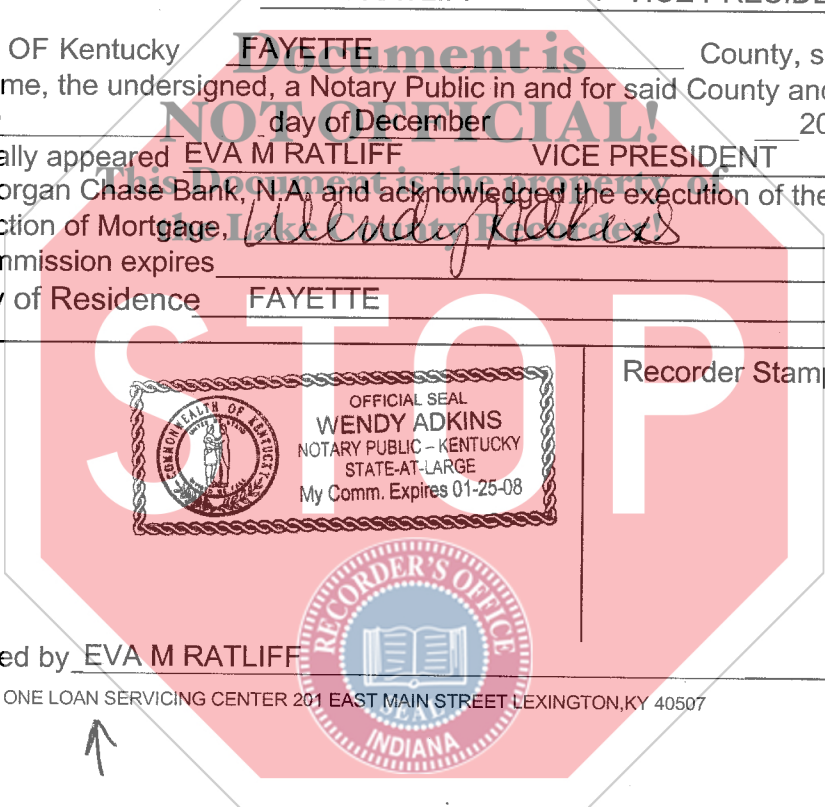 VICE PRESIDE
OF Kentucky FAYETTE County, s
me, the undersigned, a Notary Public in and for said County and
day of December 20
ally appeared EVA M RATLIFF VICE PRESIDENT
organ Chase Bank, N.A. and acknowledged the execution of the
ction of Mortgage. Wendy Adkins
mmission expires
y of Residence FAYETTE
Document is
NOT OFFICIAL!
This Document is the property of
the Lake County Recorder!
STOP
Recorder Stamp
OFFICIAL SEAL
WENDY ADKINS
NOTARY PUBLIC – KENTUCKY
STATE-AT-LARGE
My Comm. Expires 01-25-08
COMMONWEALTH OF KENTUCKY
RECORDER'S OFFICE
SEAL
INDIANA
ed by EVA M RATLIFF
ONE LOAN SERVICING CENTER 201 EAST MAIN STREET LEXINGTON,KY 40507